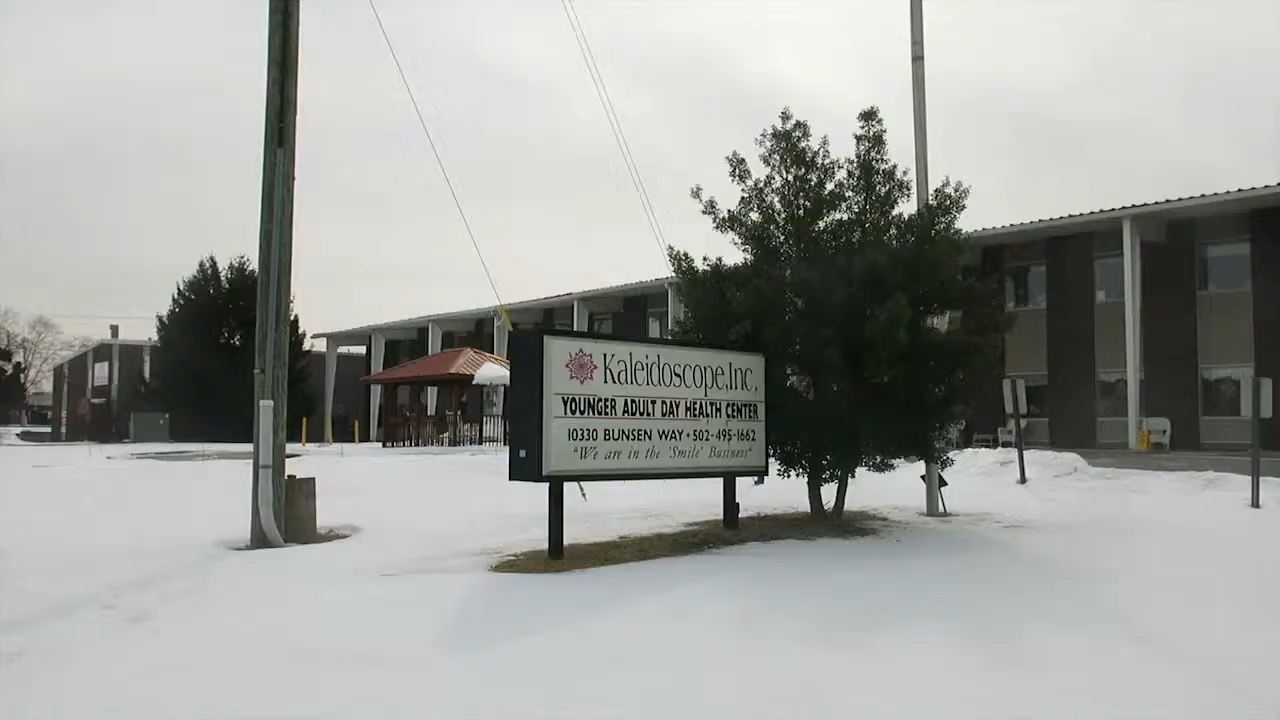 Kaleidoscope,Inc.
YOUNGER ADULT DAY HEALTH CENTER
10330 BUNSEN WAY • 502-495-1662
"We are in the 'Smile' Business"